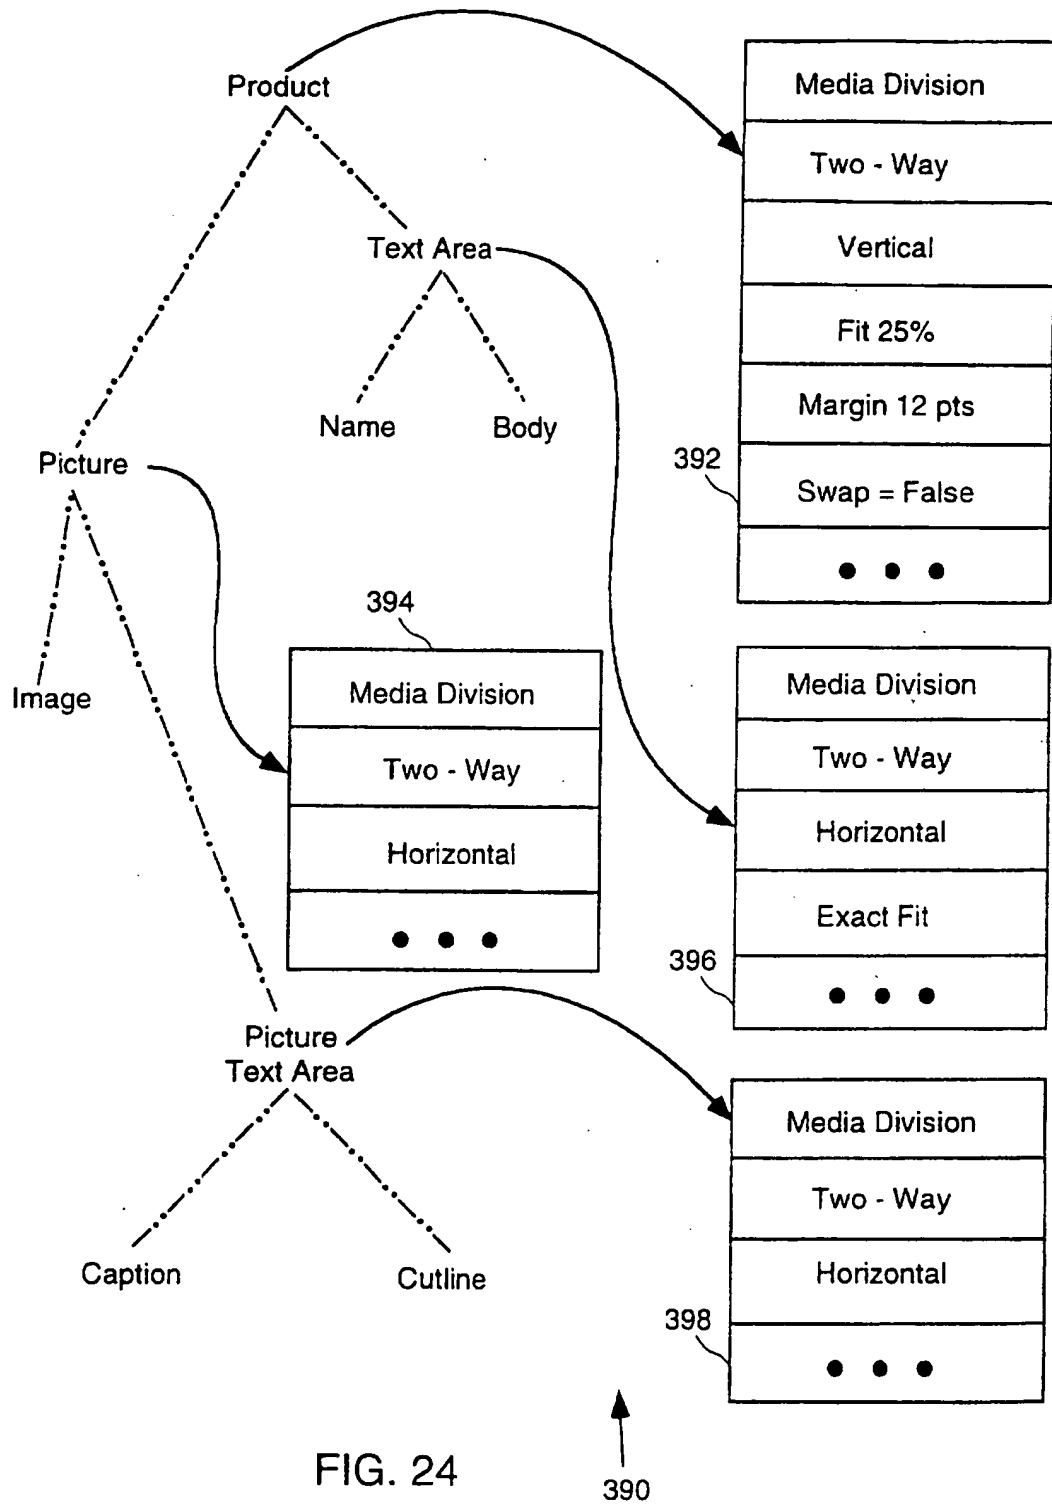 Product
Text Area
Name
Body
Picture
Image
Picture
Text Area
Caption
Cutline
Media Division
Two - Way
Vertical
Fit 25%
Margin 12 pts
Swap = False
392
394
Media Division
Two - Way
Horizontal
Media Division
Two - Way
Horizontal
Exact Fit
396
Media Division
Two - Way
Horizontal
398
FIG. 24
390